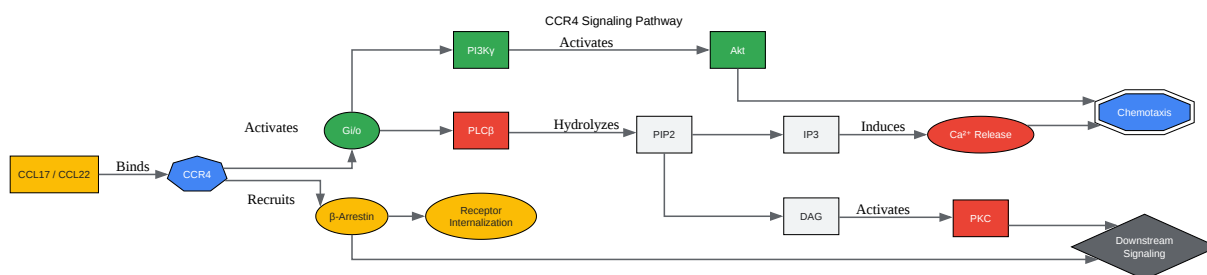 CCR4 Signaling Pathway
PI3Kγ
Activates
Akt
Chemotaxis
Activates
Gi/o
PLCβ
Hydrolyzes
PIP2
IP3
Induces
Ca²⁺ Release
CCL17 / CCL22
Binds
CCR4
Recruits
β-Arrestin
Receptor
Internalization
DAG
Activates
PKC
Downstream
Signaling